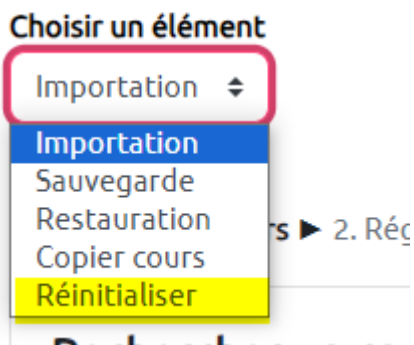 Choisir un élément
Importation
Importation
Sauvegarde
Restauration
rs ► 2. Rég
Copier cours
Réinitialiser